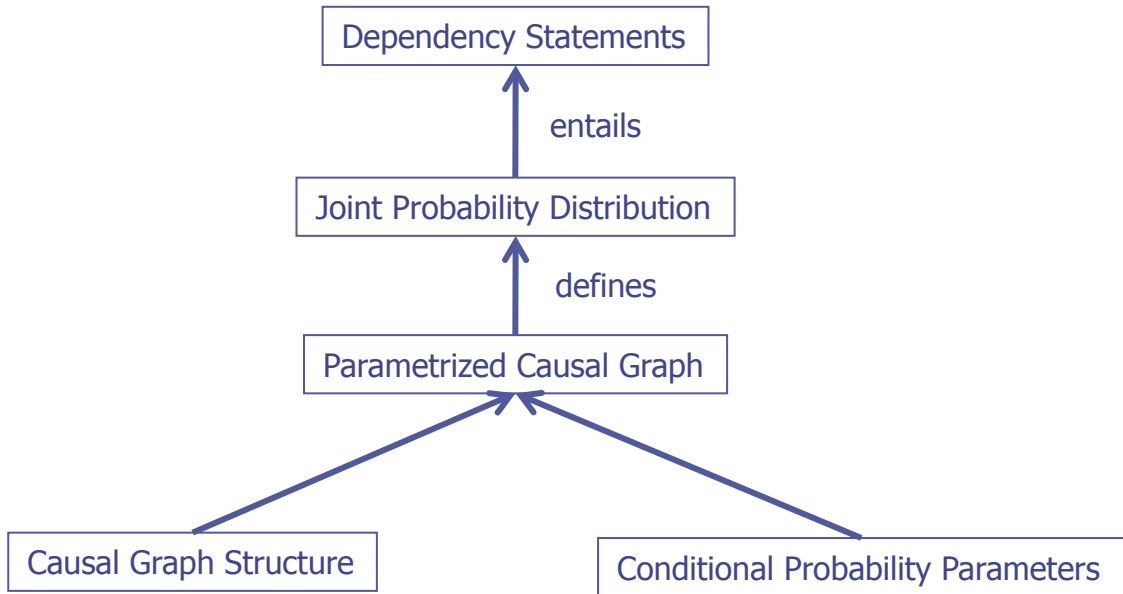 Dependency Statements
entails
Joint Probability Distribution
defines
Parametrized Causal Graph
Causal Graph Structure
Conditional Probability Parameters